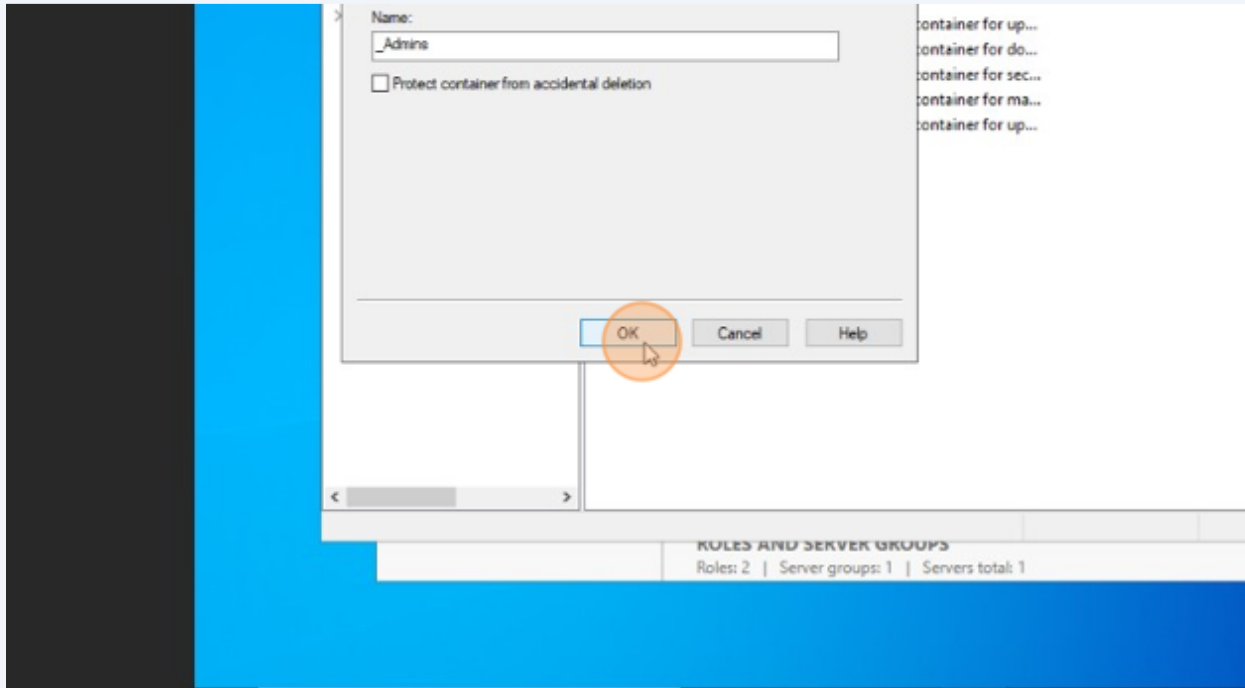 Name:
_Admins
Protect container from accidental deletion
OK Cancel Help
container for up...
container for do...
container for sec...
container for ma...
container for up...
ROLES AND SERVER GROUPS
Roles: 2 | Server groups: 1 | Servers total: 1